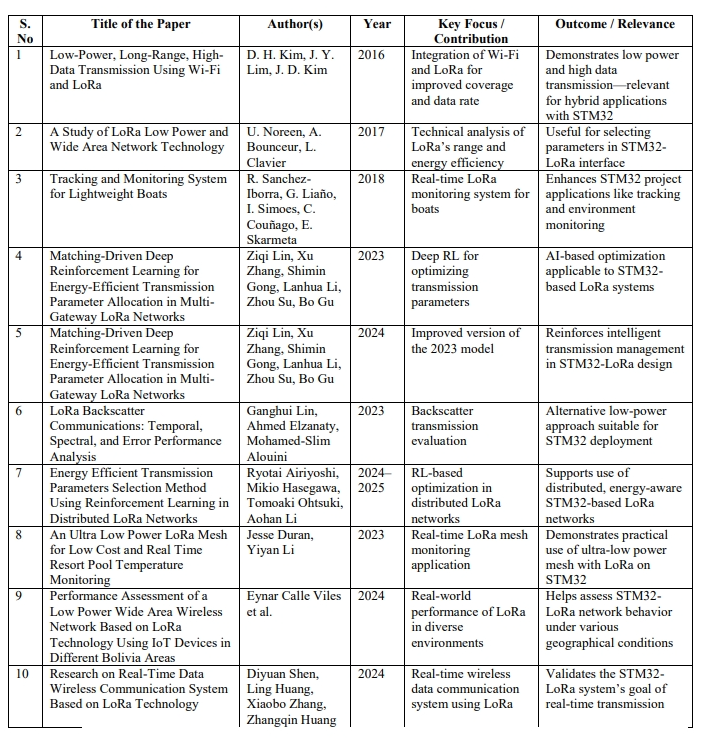 S. No | Title of the Paper | Author(s) | Year | Key Focus / Contribution | Outcome / Relevance
1 | Low-Power, Long-Range, High-Data Transmission Using Wi-Fi and LoRa | D. H. Kim, J. Y. Lim, J. D. Kim | 2016 | Integration of Wi-Fi and LoRa for improved coverage and data rate | Demonstrates low power and high data transmission—relevant for hybrid applications with STM32
2 | A Study of LoRa Low Power and Wide Area Network Technology | U. Noreen, A. Bounceur, L. Clavier | 2017 | Technical analysis of LoRa’s range and energy efficiency | Useful for selecting parameters in STM32-LoRa interface
3 | Tracking and Monitoring System for Lightweight Boats | R. Sanchez-Iborra, G. Liaño, I. Simoes, C. Couñago, E. Skarmeta | 2018 | Real-time LoRa monitoring system for boats | Enhances STM32 project applications like tracking and environment monitoring
4 | Matching-Driven Deep Reinforcement Learning for Energy-Efficient Transmission Parameter Allocation in Multi-Gateway LoRa Networks | Ziqi Lin, Xu Zhang, Shimin Gong, Lanhua Li, Zhou Su, Bo Gu | 2023 | Deep RL for optimizing transmission parameters | AI-based optimization applicable to STM32-based LoRa systems
5 | Matching-Driven Deep Reinforcement Learning for Energy-Efficient Transmission Parameter Allocation in Multi-Gateway LoRa Networks | Ziqi Lin, Xu Zhang, Shimin Gong, Lanhua Li, Zhou Su, Bo Gu | 2024 | Improved version of the 2023 model | Reinforces intelligent transmission management in STM32-LoRa design
6 | LoRa Backscatter Communications: Temporal, Spectral, and Error Performance Analysis | Ganghui Lin, Ahmed Elzanaty, Mohamed-Slim Alouini | 2023 | Backscatter transmission evaluation | Alternative low-power approach suitable for STM32 deployment
7 | Energy Efficient Transmission Parameters Selection Method Using Reinforcement Learning in Distributed LoRa Networks | Ryotai Airiyoshi, Mikio Hasegawa, Tomoaki Ohtsuki, Aohan Li | 2024–2025 | RL-based optimization in distributed LoRa networks | Supports use of distributed, energy-aware STM32-based LoRa networks
8 | An Ultra Low Power LoRa Mesh for Low Cost and Real Time Resort Pool Temperature Monitoring | Jesse Duran, Yiyan Li | 2023 | Real-time LoRa mesh monitoring application | Demonstrates practical use of ultra-low power mesh with LoRa on STM32
9 | Performance Assessment of a Low Power Wide Area Wireless Network Based on LoRa Technology Using IoT Devices in Different Bolivia Areas | Eynar Calle Viles et al. | 2024 | Real-world performance of LoRa in diverse environments | Helps assess STM32-LoRa network behavior under various geographical conditions
10 | Research on Real-Time Data Wireless Communication System Based on LoRa Technology | Diyuan Shen, Ling Huang, Xiaobo Zhang, Zhangqin Huang | 2024 | Real-time wireless data communication system using LoRa | Validates the STM32-LoRa system’s goal of real-time transmission